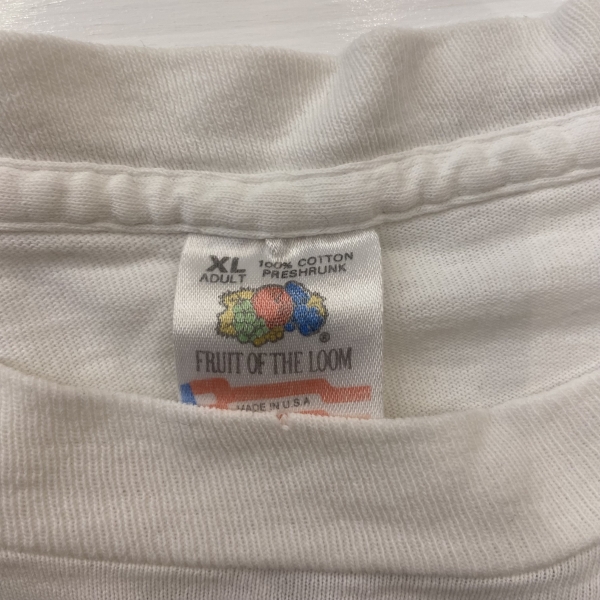 XL 100% COTTON
ADULT PRESHRUNK
®
FRUIT OF THE LOOM
MADE IN U.S.A